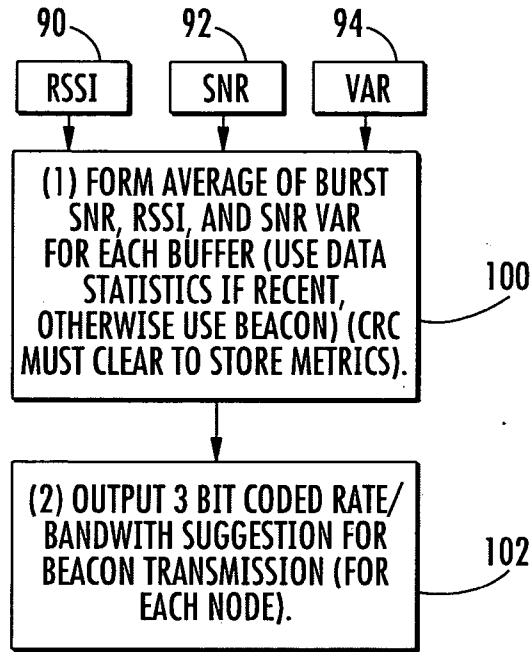 90
92
94
RSSI
SNR
VAR
(1) FORM AVERAGE OF BURST
SNR, RSSI, AND SNR VAR
FOR EACH BUFFER (USE DATA
STATISTICS IF RECENT,
OTHERWISE USE BEACON) (CRC
MUST CLEAR TO STORE METRICS).
100
(2) OUTPUT 3 BIT CODED RATE/
BANDWITH SUGGESTION FOR
BEACON TRANSMISSION (FOR
EACH NODE).
102